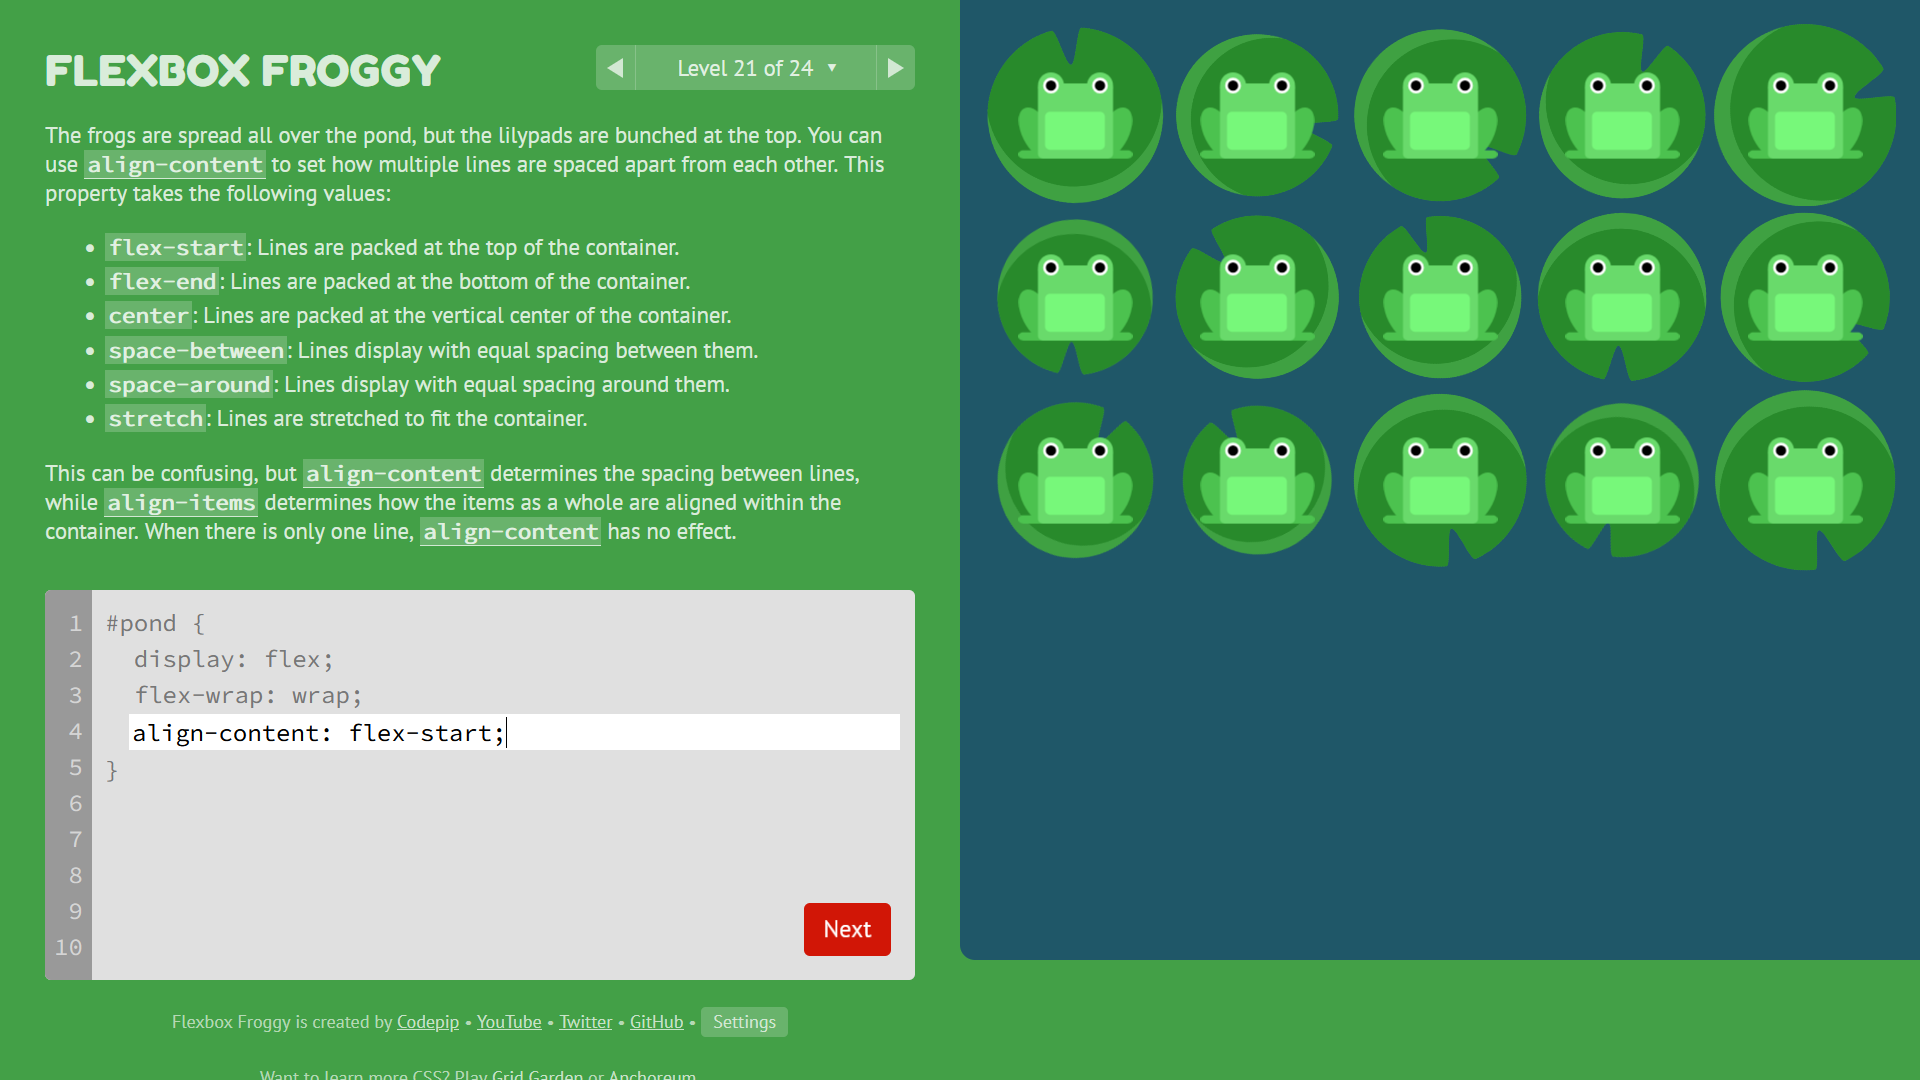 FLEXBOX FROGGY
Level 21 of 24 ▼
The frogs are spread all over the pond, but the lilypads are bunched at the top. You can
use align-content to set how multiple lines are spaced apart from each other. This
property takes the following values:
• flex-start: Lines are packed at the top of the container.
• flex-end: Lines are packed at the bottom of the container.
• center: Lines are packed at the vertical center of the container.
• space-between: Lines display with equal spacing between them.
• space-around: Lines display with equal spacing around them.
• stretch: Lines are stretched to fit the container.
This can be confusing, but align-content determines the spacing between lines,
while align-items determines how the items as a whole are aligned within the
container. When there is only one line, align-content has no effect.
1 #pond {
2 display: flex;
3 flex-wrap: wrap;
4 align-content: flex-start;
5 }
6
7
8
9
10
Next
Flexbox Froggy is created by Codepip • YouTube • Twitter • GitHub • Settings
Want to learn more CSS? Play Grid Garden or Anchoreum.